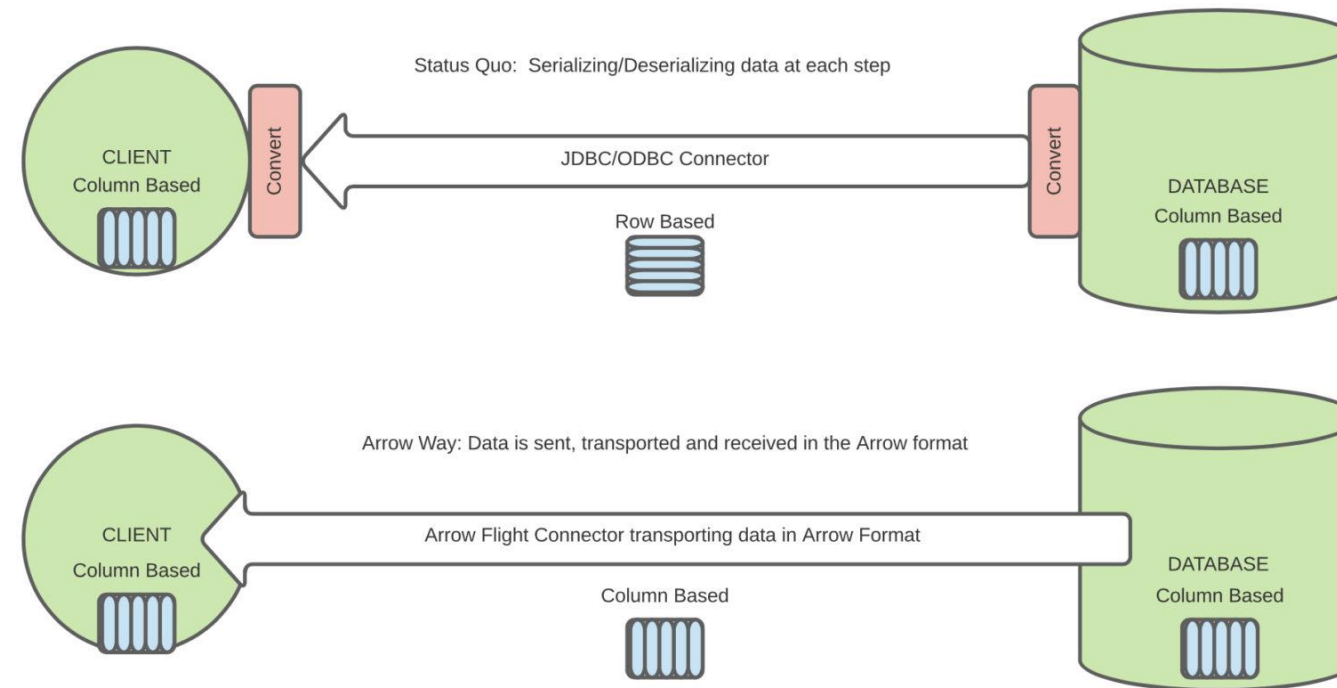 Status Quo:  Serializing/Deserializing data at each step
CLIENT
Column Based
Convert
JDBC/ODBC Connector
Row Based
Convert
DATABASE
Column Based
Arrow Way: Data is sent, transported and received in the Arrow format
CLIENT
Column Based
Arrow Flight Connector transporting data in Arrow Format
Column Based
DATABASE
Column Based